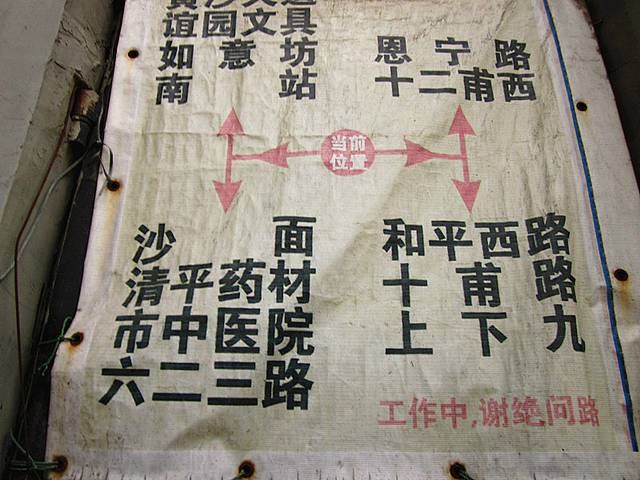 谊园文具
如意坊
南站
恩宁路
十二甫西
当前
位置
沙面
清平药材
市中医院
六二三路
和平西路
十甫路
上下九
工作中,谢绝问路